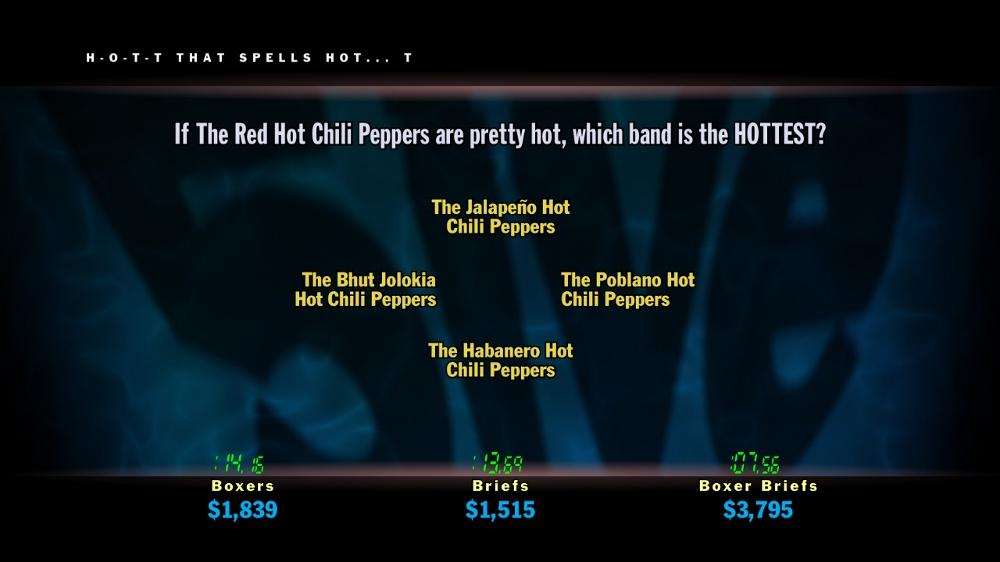 H-O-T-T THAT SPELLS HOT... T
If The Red Hot Chili Peppers are pretty hot, which band is the HOTTEST?
The Jalapeño Hot
Chili Peppers
The Bhut Jolokia
Hot Chili Peppers
The Poblano Hot
Chili Peppers
The Habanero Hot
Chili Peppers
:14.16
:13.69
:07.56
Boxers
Briefs
Boxer Briefs
$1,839
$1,515
$3,795